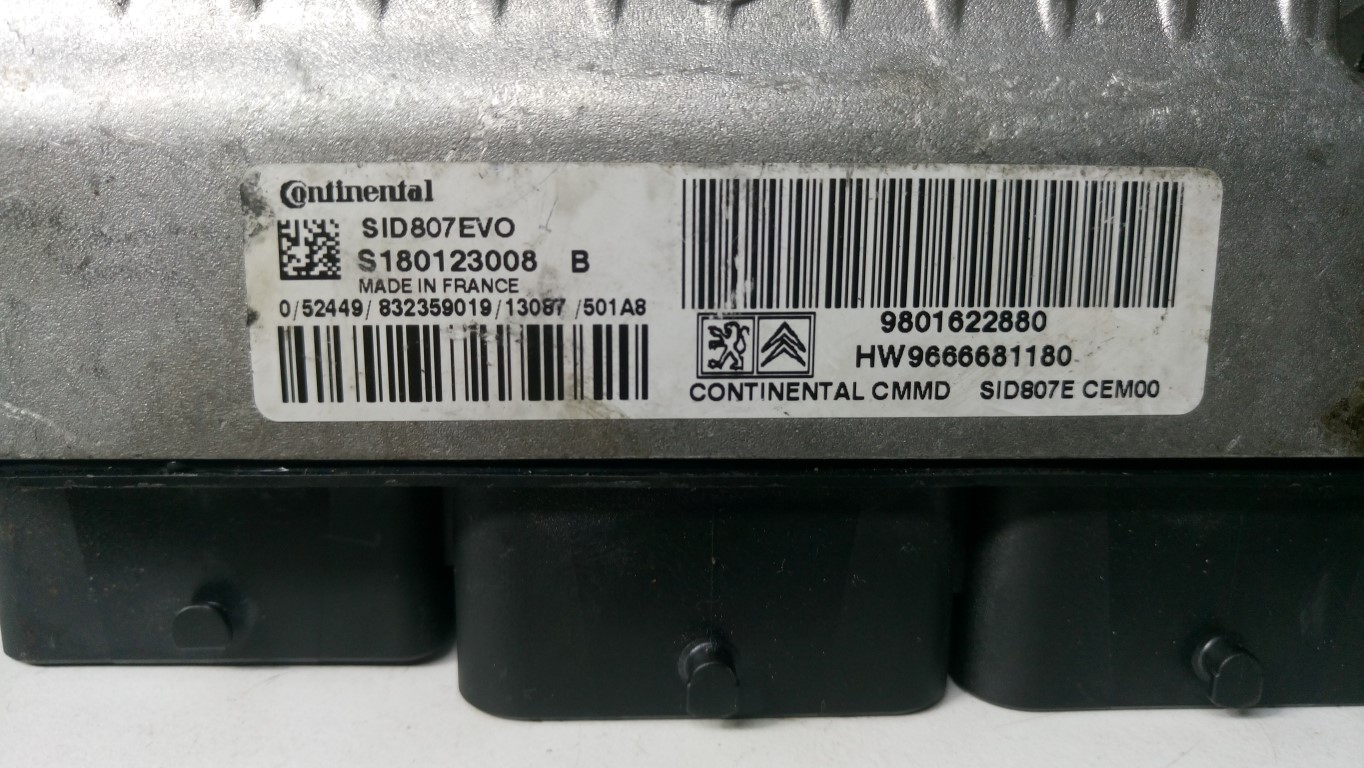 Continental
SID807EVO
S180123008 B
MADE IN FRANCE
0/52449/832359019/13087/501A8
9801622880
HW9666681180
CONTINENTAL CMMD SID807E CEM00